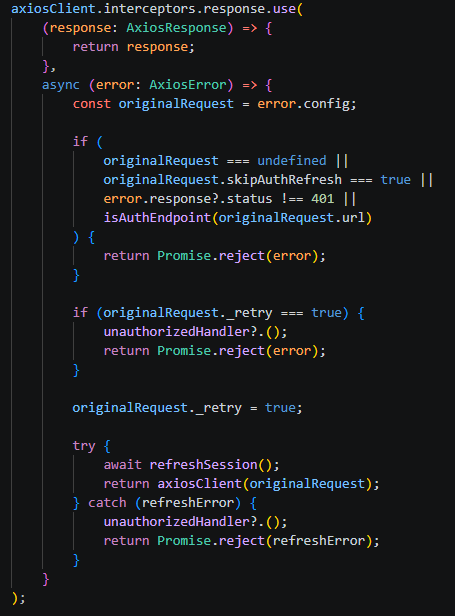 axiosClient.interceptors.response.use(
    (response: AxiosResponse) => {
        return response;
    },
    async (error: AxiosError) => {
        const originalRequest = error.config;

        if (
            originalRequest === undefined ||
            originalRequest.skipAuthRefresh === true ||
            error.response?.status !== 401 ||
            isAuthEndpoint(originalRequest.url)
        ) {
            return Promise.reject(error);
        }

        if (originalRequest._retry === true) {
            unauthorizedHandler?.();
            return Promise.reject(error);
        }

        originalRequest._retry = true;

        try {
            await refreshSession();
            return axiosClient(originalRequest);
        } catch (refreshError) {
            unauthorizedHandler?.();
            return Promise.reject(refreshError);
        }
    }
);